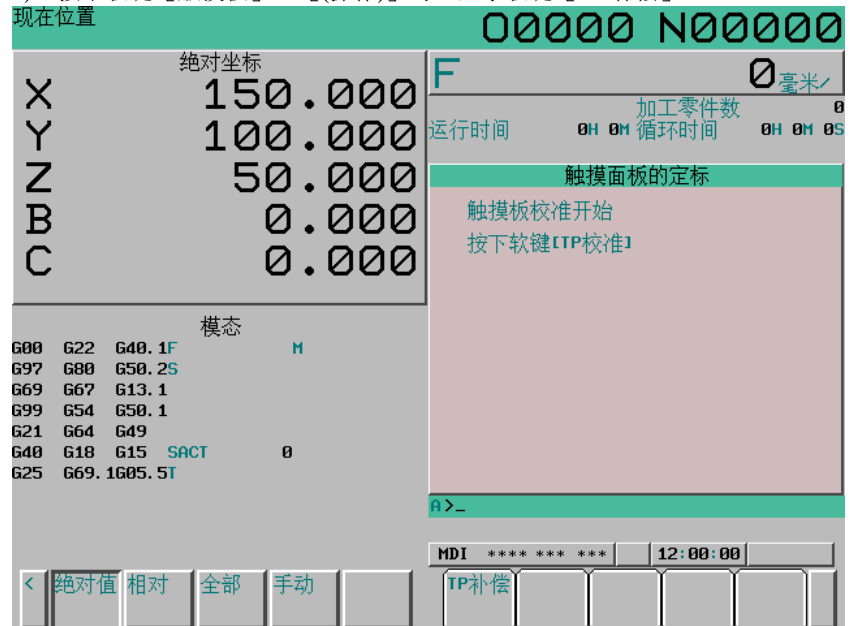 现在位置
O0000 N00000
绝对坐标
X 150.000
Y 100.000
Z 50.000
B 0.000
C 0.000
F 0毫米/
加工零件数 0
运行时间 0H 0M 循环时间 0H 0M 0S
触摸面板的定标
触摸板校准开始
按下软键[TP校准]
模态
G00 G22 G40.1F M
G97 G80 G50.2S
G69 G67 G13.1
G99 G54 G50.1
G21 G64 G49
G40 G18 G15 SACT 0
G25 G69.1G05.5T
A>_
MDI **** *** *** 12:00:00
< 绝对值 相对 全部 手动
TP补偿